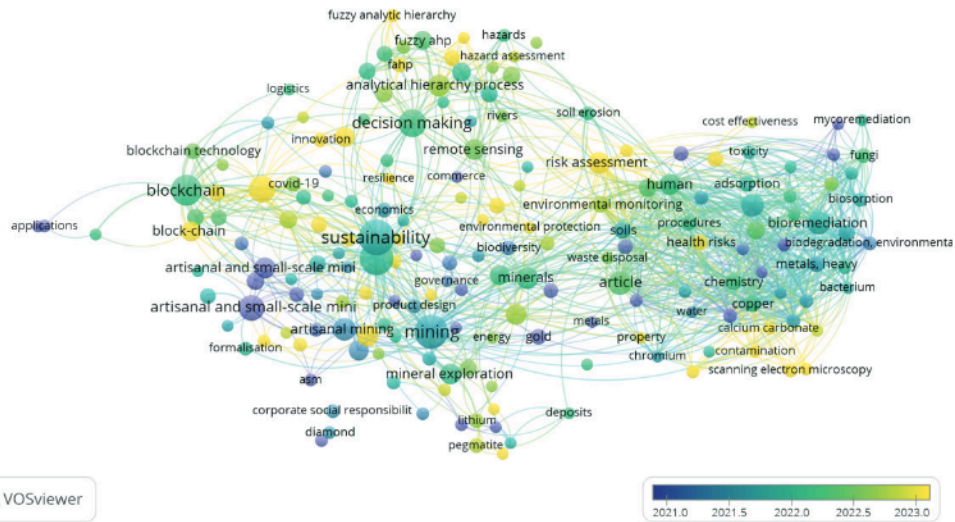 fuzzy analytic hierarchy
fuzzy ahp
hazards
fahp
hazard assessment
analytical hierarchy process
logistics
rivers
soil erosion
decision making
cost effectiveness
mycoremediation
innovation
remote sensing
blockchain technology
risk assessment
toxicity
fungi
resilience
commerce
covid-19
blockchain
human
adsorption
biosorption
economics
environmental monitoring
applications
block-chain
environmental protection
soils
procedures
bioremediation
sustainability
biodiversity
health risks
biodegradation, environmenta
waste disposal
artisanal and small-scale mini
metals, heavy
governance
minerals
article
chemistry
bacterium
artisanal and small-scale mini
product design
copper
water
metals
artisanal mining
mining
energy
gold
property
calcium carbonate
formalisation
chromium
contamination
mineral exploration
scanning electron microscopy
asm
corporate social responsibilit
deposits
lithium
diamond
pegmatite
VOSviewer
2021.0 2021.5 2022.0 2022.5 2023.0